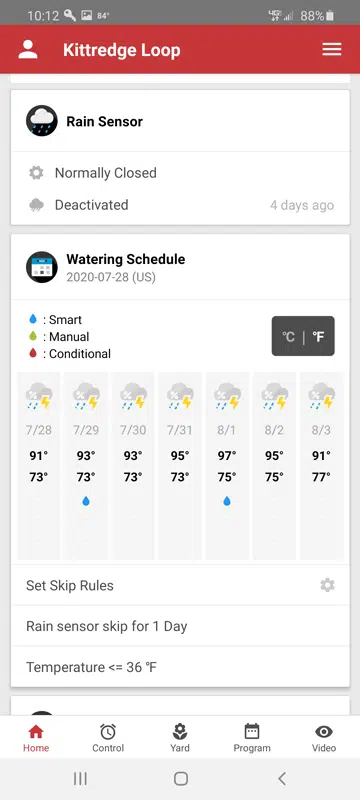 10:12 84° 88%
Kittredge Loop
Rain Sensor
Normally Closed
Deactivated 4 days ago
Watering Schedule
2020-07-28 (US)
: Smart
: Manual
: Conditional
°C | °F
7/28 7/29 7/30 7/31 8/1 8/2 8/3
91° 93° 93° 95° 97° 95° 91°
73° 73° 73° 73° 75° 75° 77°
Set Skip Rules
Rain sensor skip for 1 Day
Temperature <= 36 °F
Home Control Yard Program Video